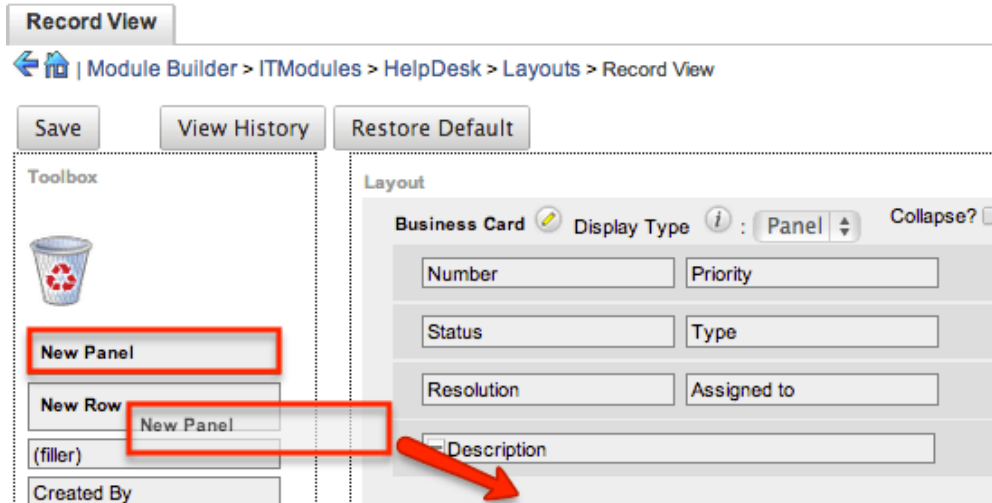 Record View
| Module Builder > ITModules > HelpDesk > Layouts > Record View
Save
View History
Restore Default
Toolbox
New Panel
New Row
New Panel
(filler)
Created By
Layout
Business Card Display Type i : Panel Collapse?
Number Priority
Status Type
Resolution Assigned to
Description